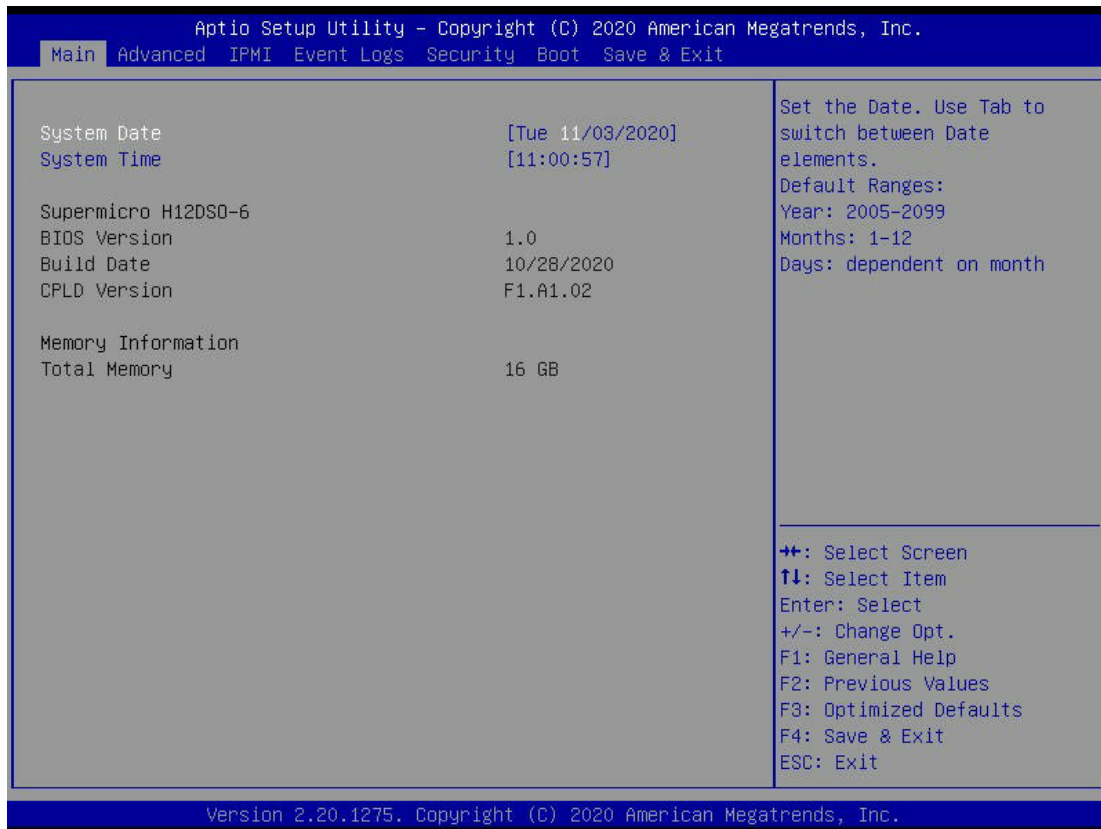 Aptio Setup Utility – Copyright (C) 2020 American Megatrends, Inc.
Main Advanced IPMI Event Logs Security Boot Save & Exit
System Date [Tue 11/03/2020]
System Time [11:00:57]
Supermicro H12DSO-6
BIOS Version 1.0
Build Date 10/28/2020
CPLD Version F1.A1.02
Memory Information
Total Memory 16 GB
Set the Date. Use Tab to
switch between Date
elements.
Default Ranges:
Year: 2005-2099
Months: 1-12
Days: dependent on month
→←: Select Screen
↑↓: Select Item
Enter: Select
+/-: Change Opt.
F1: General Help
F2: Previous Values
F3: Optimized Defaults
F4: Save & Exit
ESC: Exit
Version 2.20.1275. Copyright (C) 2020 American Megatrends, Inc.